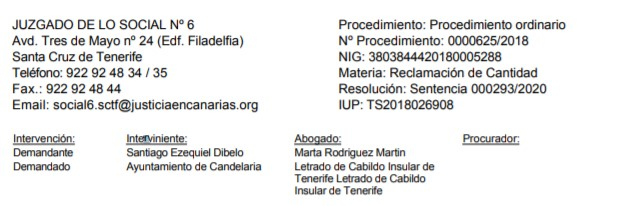 JUZGADO DE LO SOCIAL Nº 6
Avd. Tres de Mayo nº 24 (Edf. Filadelfia)
Santa Cruz de Tenerife
Teléfono: 922 92 48 34 / 35
Fax.: 922 92 48 44
Email: social6.sctf@justiciaencanarias.org
Procedimiento: Procedimiento ordinario
Nº Procedimiento: 0000625/2018
NIG: 3803844420180005288
Materia: Reclamación de Cantidad
Resolución: Sentencia 000293/2020
IUP: TS2018026908
Intervención: Interviniente: Abogado: Procurador:
Demandante Santiago Ezequiel Dibelo Marta Rodriguez Martin
Demandado Ayuntamiento de Candelaria Letrado de Cabildo Insular de
Tenerife Letrado de Cabildo
Insular de Tenerife